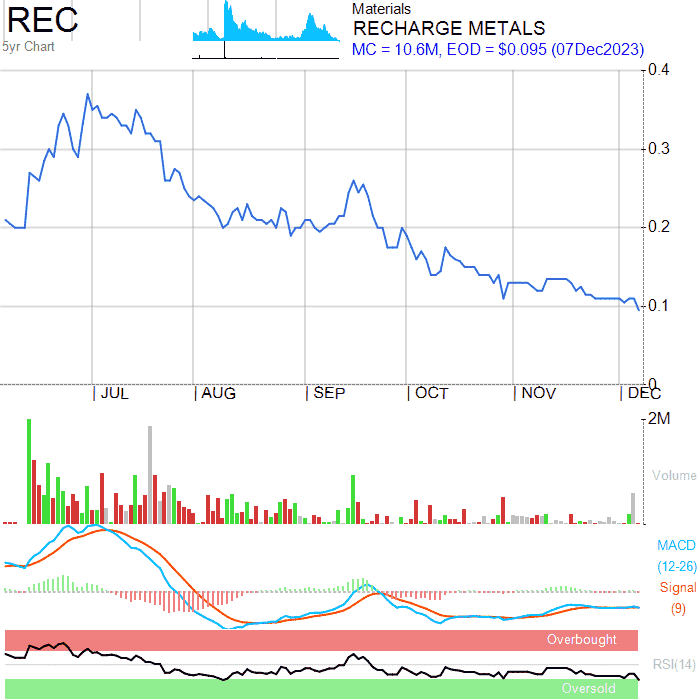 REC
5yr Chart
Materials
RECHARGE METALS
MC = 10.6M, EOD = $0.095 (07Dec2023)
0.4
0.3
0.2
0.1
0
JUL AUG SEP OCT NOV DEC
2M
Volume
MACD
(12-26)
Signal
(9)
Overbought
RSI(14)
Oversold